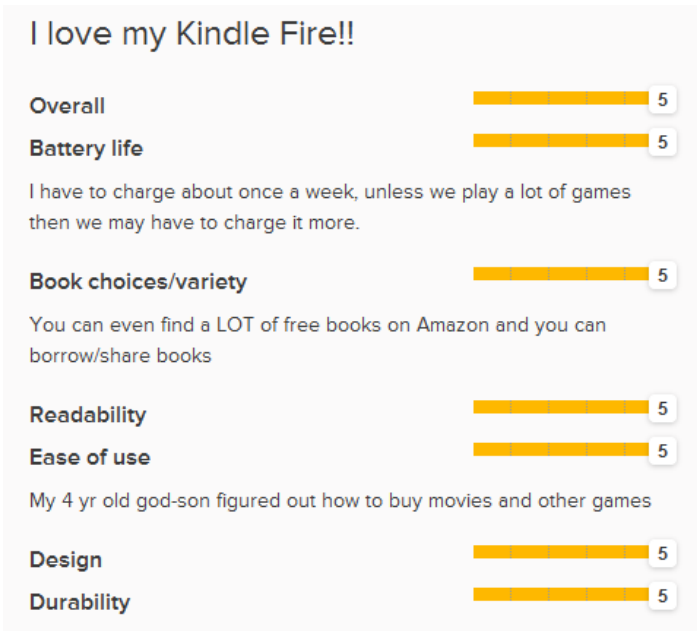 I love my Kindle Fire!!
Overall 5
Battery life 5
I have to charge about once a week, unless we play a lot of games
then we may have to charge it more.
Book choices/variety 5
You can even find a LOT of free books on Amazon and you can
borrow/share books
Readability 5
Ease of use 5
My 4 yr old god-son figured out how to buy movies and other games
Design 5
Durability 5